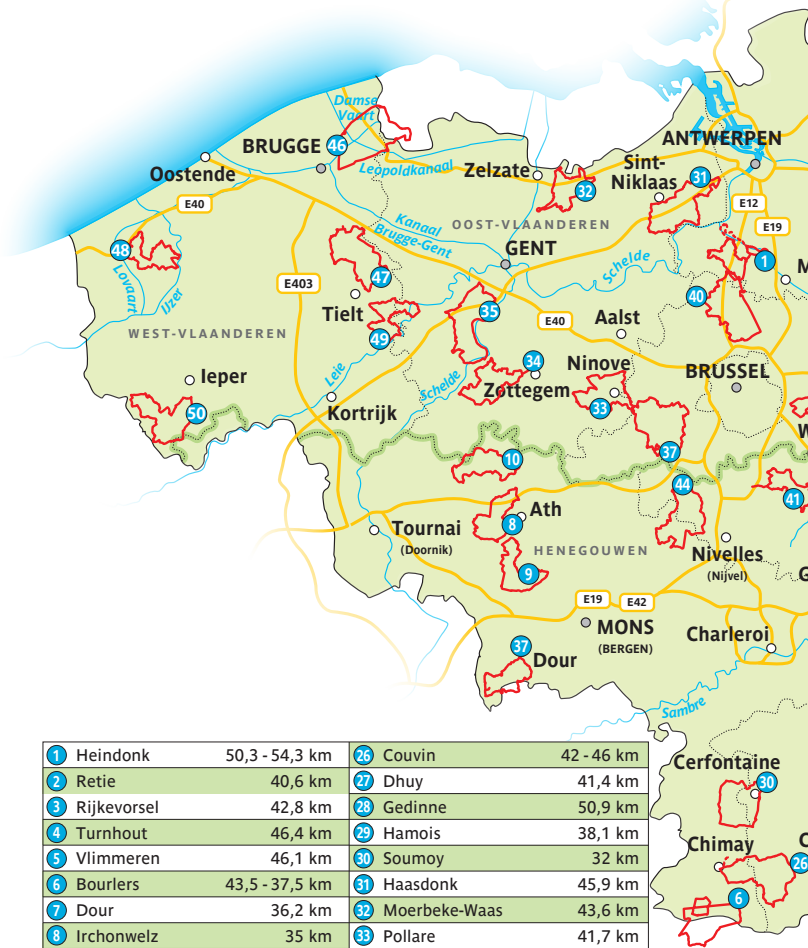 Damse
Vaart
BRUGGE
46
ANTWERPEN
Oostende
Leopoldkanaal
Zelzate
Sint-
Niklaas
31
32
E40
E12
Kanaal
Brugge-Gent
OOST-VLAANDEREN
E19
48
GENT
1
Lovaart
IJzer
47
Schelde
M
E403
40
Tielt
35
E40
Aalst
WEST-VLAANDEREN
49
34
Ninove
BRUSSEL
Ieper
Leie
Schelde
Zottegem
50
Kortrijk
33
W
10
37
44
41
Ath
8
Tournai
(Doornik)
HENEGOUWEN
Nivelles
(Nijvel)
9
G
E19
E42
MONS
(BERGEN)
Charleroi
37
Dour
Sambre
Cerfontaine
30
Chimay
C
26
6
1 Heindonk 50,3 - 54,3 km 26 Couvin 42 - 46 km
2 Retie 40,6 km 27 Dhuy 41,4 km
3 Rijkevorsel 42,8 km 28 Gedinne 50,9 km
4 Turnhout 46,4 km 29 Hamois 38,1 km
5 Vlimmeren 46,1 km 30 Soumoy 32 km
6 Bourlers 43,5 - 37,5 km 31 Haasdonk 45,9 km
7 Dour 36,2 km 32 Moerbeke-Waas 43,6 km
8 Irchonwelz 35 km 33 Pollare 41,7 km